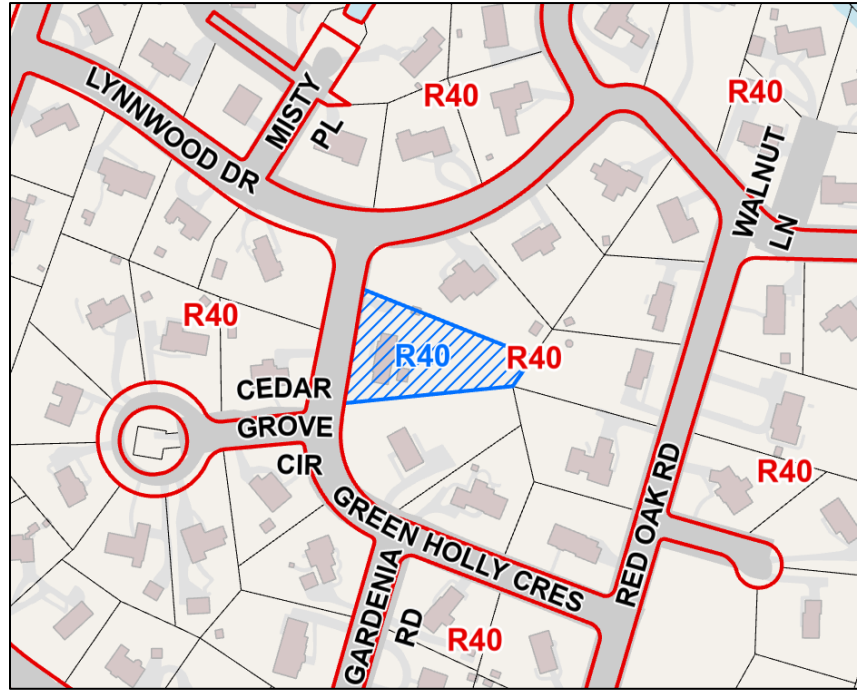 R40
R40
LYNNWOOD DR
MISTY
PL
WALNUT
LN
R40
R40
R40
CEDAR
GROVE
CIR
GREEN HOLLY CRES
RED OAK RD
R40
GARDENIA
RD
R40